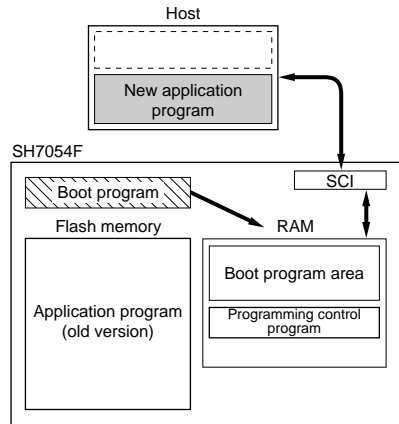 Host
New application
program
SH7054F
SCI
Boot program
Flash memory
RAM
Boot program area
Application program
(old version)
Programming control
program